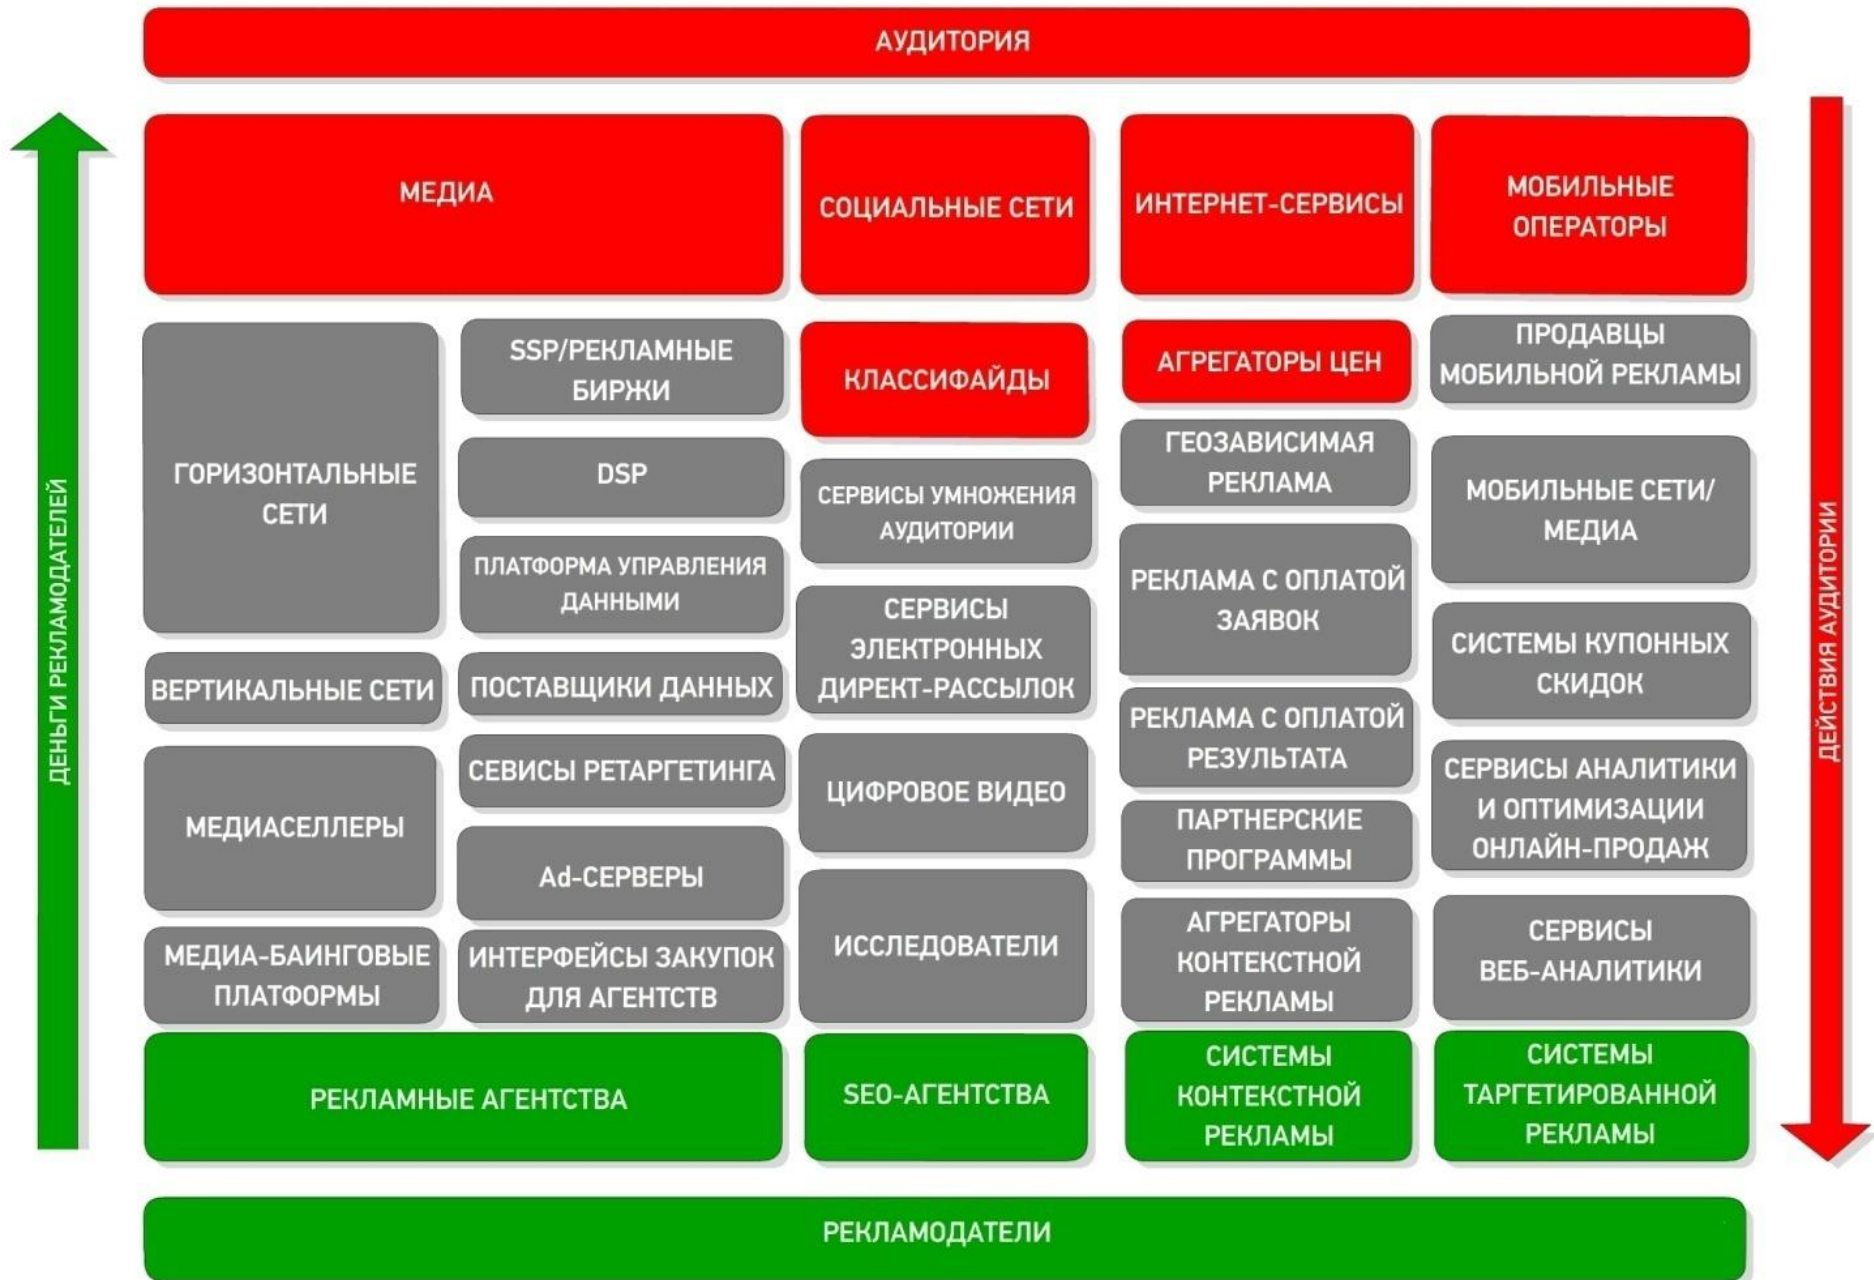 АУДИТОРИЯ
ДЕНЬГИ РЕКЛАМОДАТЕЛЕЙ
ДЕЙСТВИЯ АУДИТОРИИ
МЕДИА
СОЦИАЛЬНЫЕ СЕТИ
ИНТЕРНЕТ-СЕРВИСЫ
МОБИЛЬНЫЕ
ОПЕРАТОРЫ
ГОРИЗОНТАЛЬНЫЕ
СЕТИ
ВЕРТИКАЛЬНЫЕ СЕТИ
МЕДИАСЕЛЛЕРЫ
МЕДИА-БАИНГОВЫЕ
ПЛАТФОРМЫ
SSP/РЕКЛАМНЫЕ
БИРЖИ
DSP
ПЛАТФОРМА УПРАВЛЕНИЯ
ДАННЫМИ
ПОСТАВЩИКИ ДАННЫХ
СЕВИСЫ РЕТАРГЕТИНГА
Ad-СЕРВЕРЫ
ИНТЕРФЕЙСЫ ЗАКУПОК
ДЛЯ АГЕНТСТВ
КЛАССИФАЙДЫ
СЕРВИСЫ УМНОЖЕНИЯ
АУДИТОРИИ
СЕРВИСЫ
ЭЛЕКТРОННЫХ
ДИРЕКТ-РАССЫЛОК
ЦИФРОВОЕ ВИДЕО
ИССЛЕДОВАТЕЛИ
АГРЕГАТОРЫ ЦЕН
ГЕОЗАВИСИМАЯ
РЕКЛАМА
РЕКЛАМА С ОПЛАТОЙ
ЗАЯВОК
РЕКЛАМА С ОПЛАТОЙ
РЕЗУЛЬТАТА
ПАРТНЕРСКИЕ
ПРОГРАММЫ
АГРЕГАТОРЫ
КОНТЕКСТНОЙ
РЕКЛАМЫ
ПРОДАВЦЫ
МОБИЛЬНОЙ РЕКЛАМЫ
МОБИЛЬНЫЕ СЕТИ/
МЕДИА
СИСТЕМЫ КУПОННЫХ
СКИДОК
СЕРВИСЫ АНАЛИТИКИ
И ОПТИМИЗАЦИИ
ОНЛАЙН-ПРОДАЖ
СЕРВИСЫ
ВЕБ-АНАЛИТИКИ
РЕКЛАМНЫЕ АГЕНТСТВА
SEO-АГЕНТСТВА
СИСТЕМЫ
КОНТЕКСТНОЙ
РЕКЛАМЫ
СИСТЕМЫ
ТАРГЕТИРОВАННОЙ
РЕКЛАМЫ
РЕКЛАМОДАТЕЛИ